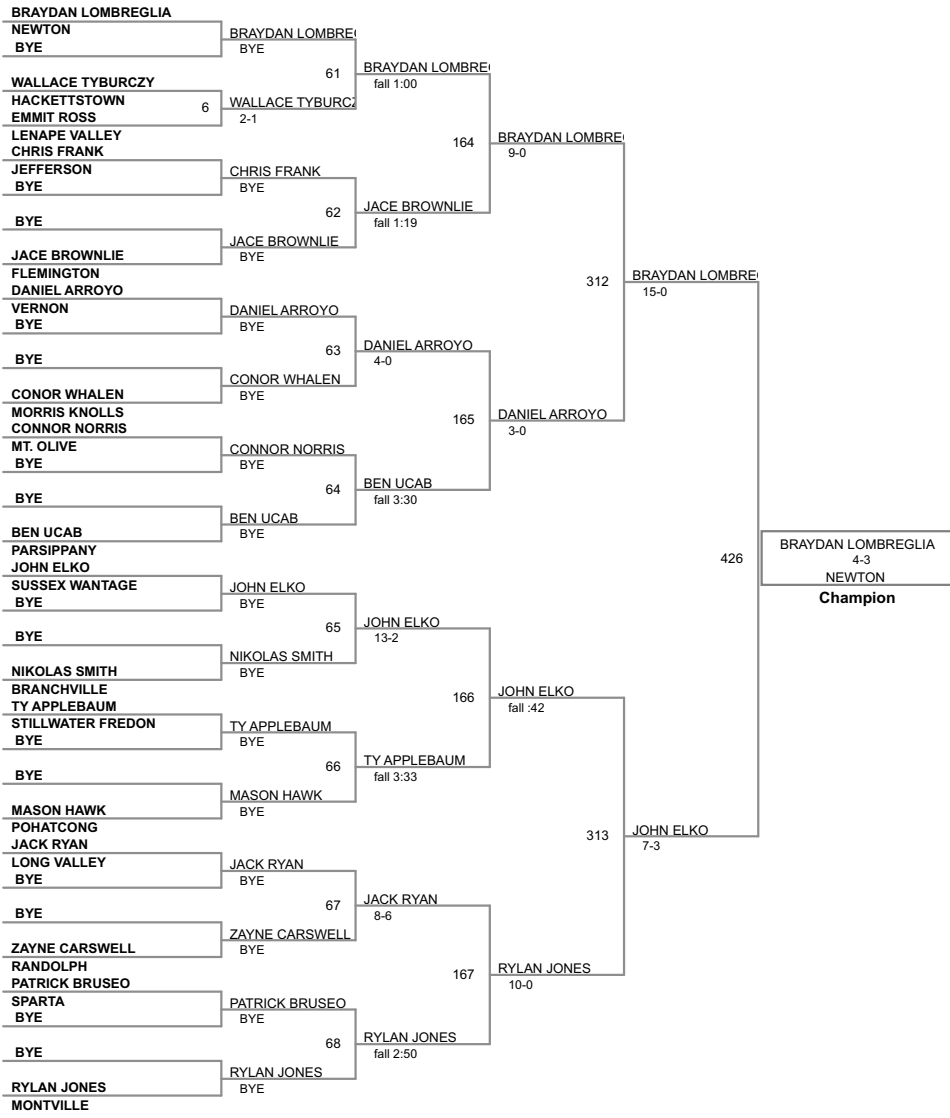 BRAYDAN LOMBREGLIA
NEWTON
BYE
WALLACE TYBURCZY
HACKETTSTOWN
EMMIT ROSS
LENAPE VALLEY
CHRIS FRANK
JEFFERSON
BYE
BYE
JACE BROWNLIE
FLEMINGTON
DANIEL ARROYO
VERNON
BYE
BYE
CONOR WHALEN
MORRIS KNOLLS
CONNOR NORRIS
MT. OLIVE
BYE
BYE
BEN UCAB
PARSIPPANY
JOHN ELKO
SUSSEX WANTAGE
BYE
BYE
NIKOLAS SMITH
BRANCHVILLE
TY APPLEBAUM
STILLWATER FREDON
BYE
BYE
MASON HAWK
POHATCONG
JACK RYAN
LONG VALLEY
BYE
BYE
ZAYNE CARSWELL
RANDOLPH
PATRICK BRUSEO
SPARTA
BYE
BYE
RYLAN JONES
MONTVILLE
6
BRAYDAN LOMBRE
BYE
WALLACE TYBURCZ
2-1
CHRIS FRANK
BYE
JACE BROWNLIE
BYE
DANIEL ARROYO
BYE
CONOR WHALEN
BYE
CONNOR NORRIS
BYE
BEN UCAB
BYE
JOHN ELKO
BYE
NIKOLAS SMITH
BYE
TY APPLEBAUM
BYE
MASON HAWK
BYE
JACK RYAN
BYE
ZAYNE CARSWELL
BYE
PATRICK BRUSEO
BYE
RYLAN JONES
BYE
61
62
63
64
65
66
67
68
BRAYDAN LOMBRE
fall 1:00
JACE BROWNLIE
fall 1:19
DANIEL ARROYO
4-0
BEN UCAB
fall 3:30
JOHN ELKO
13-2
TY APPLEBAUM
fall 3:33
JACK RYAN
8-6
RYLAN JONES
fall 2:50
164
165
166
167
BRAYDAN LOMBRE
9-0
DANIEL ARROYO
3-0
JOHN ELKO
fall :42
RYLAN JONES
10-0
312
313
BRAYDAN LOMBRE
15-0
JOHN ELKO
7-3
426
BRAYDAN LOMBREGLIA
4-3
NEWTON
Champion